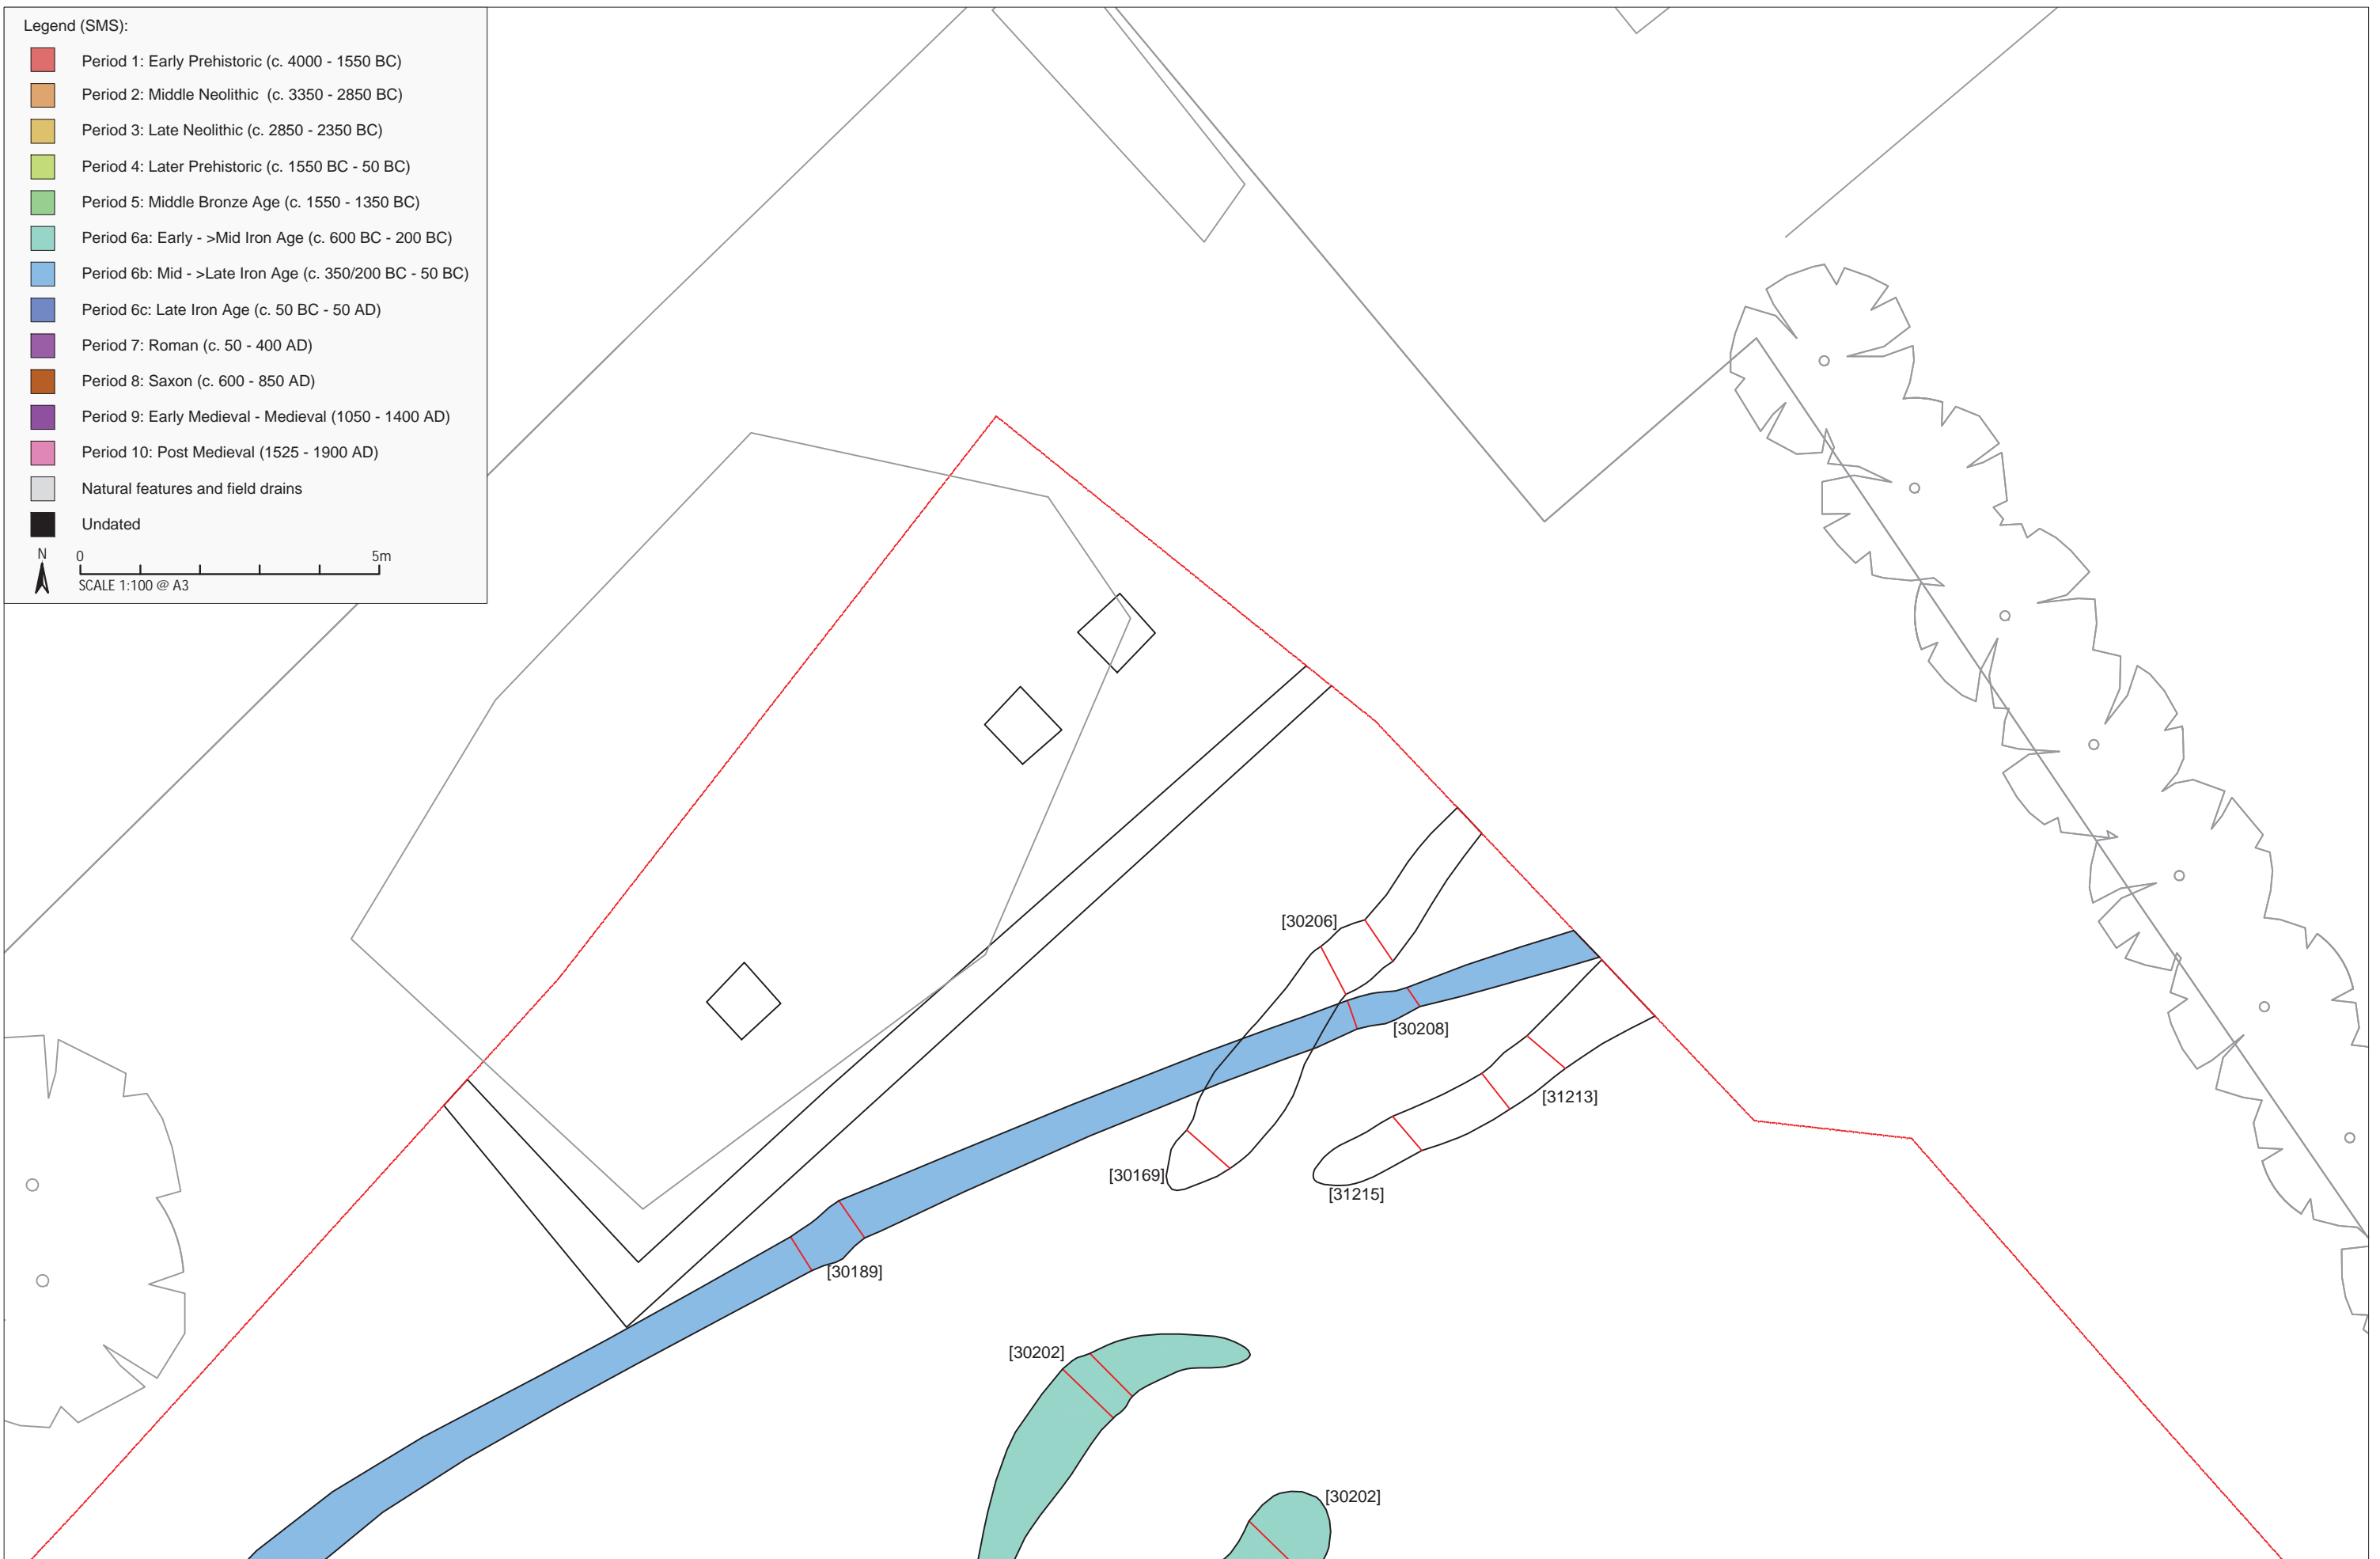 Legend (SMS):
Period 1: Early Prehistoric (c. 4000 - 1550 BC)
Period 2: Middle Neolithic (c. 3350 - 2850 BC)
Period 3: Late Neolithic (c. 2850 - 2350 BC)
Period 4: Later Prehistoric (c. 1550 BC - 50 BC)
Period 5: Middle Bronze Age (c. 1550 - 1350 BC)
Period 6a: Early - >Mid Iron Age (c. 600 BC - 200 BC)
Period 6b: Mid - >Late Iron Age (c. 350/200 BC - 50 BC)
Period 6c: Late Iron Age (c. 50 BC - 50 AD)
Period 7: Roman (c. 50 - 400 AD)
Period 8: Saxon (c. 600 - 850 AD)
Period 9: Early Medieval - Medieval (1050 - 1400 AD)
Period 10: Post Medieval (1525 - 1900 AD)
Natural features and field drains
Undated
N 0 5m
SCALE 1:100 @ A3
[30206]
[30208]
[31213]
[30169]
[31215]
[30189]
[30202]
[30202]